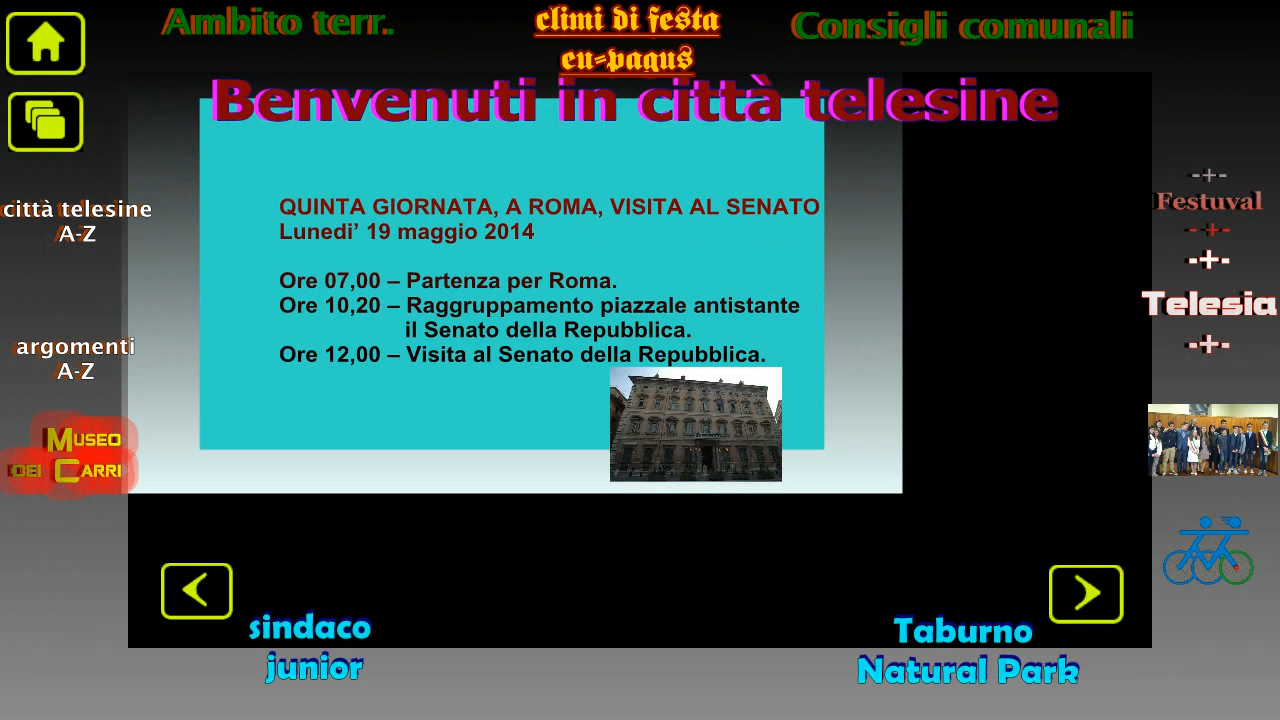 Ambito terr.
climi di festa
eu-pagus
Consigli comunali
Benvenuti in città telesine
città telesine
A-Z
argomenti
A-Z
Museo
dei Carri
QUINTA GIORNATA, A ROMA, VISITA AL SENATO
Lunedi’ 19 maggio 2014
Ore 07,00 – Partenza per Roma.
Ore 10,20 – Raggruppamento piazzale antistante
il Senato della Repubblica.
Ore 12,00 – Visita al Senato della Repubblica.
-+-
Festuval
-+-
-+-
Telesia
-+-
sindaco
junior
Taburno
Natural Park